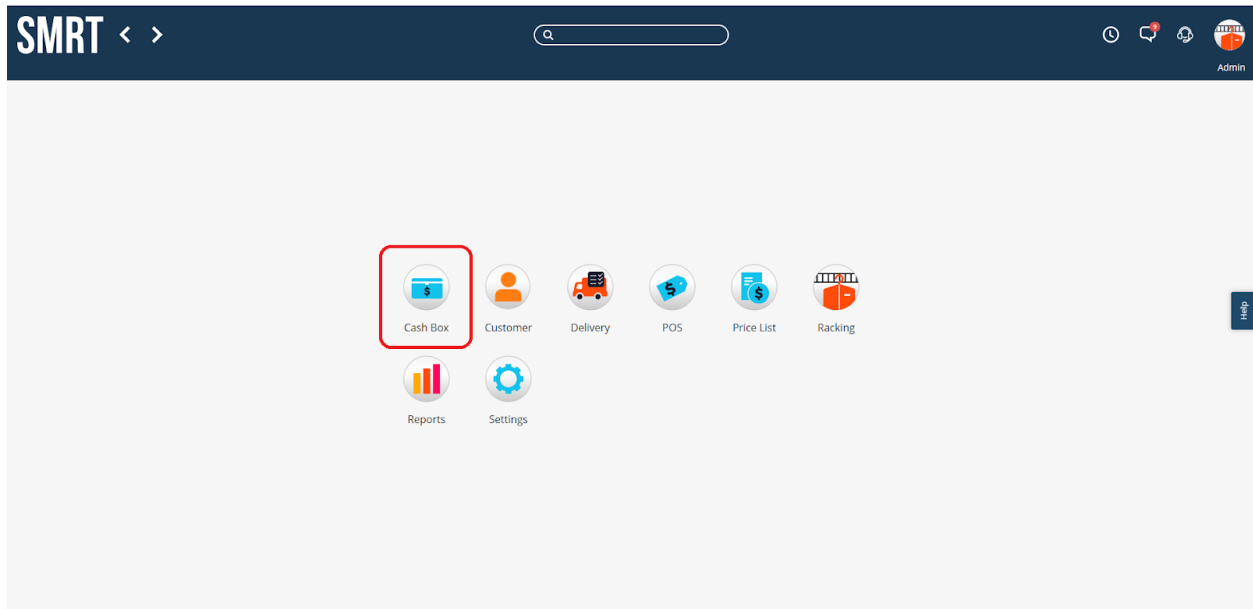 SMRT
Admin
Help
Cash Box Customer Delivery POS Price List Racking
Reports Settings